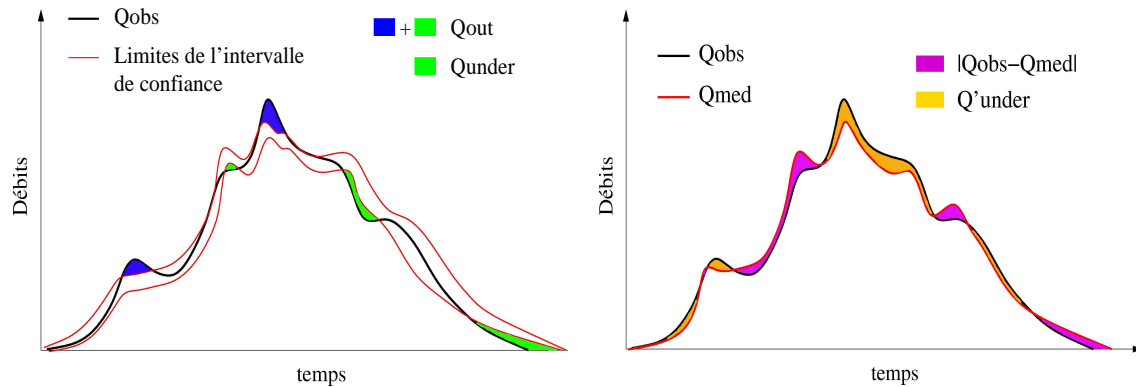 Qobs
Limites de l'intervalle
de confiance
+ Qout
Qunder
Débits
temps
Qobs
Qmed
|Qobs−Qmed|
Q'under
Débits
temps